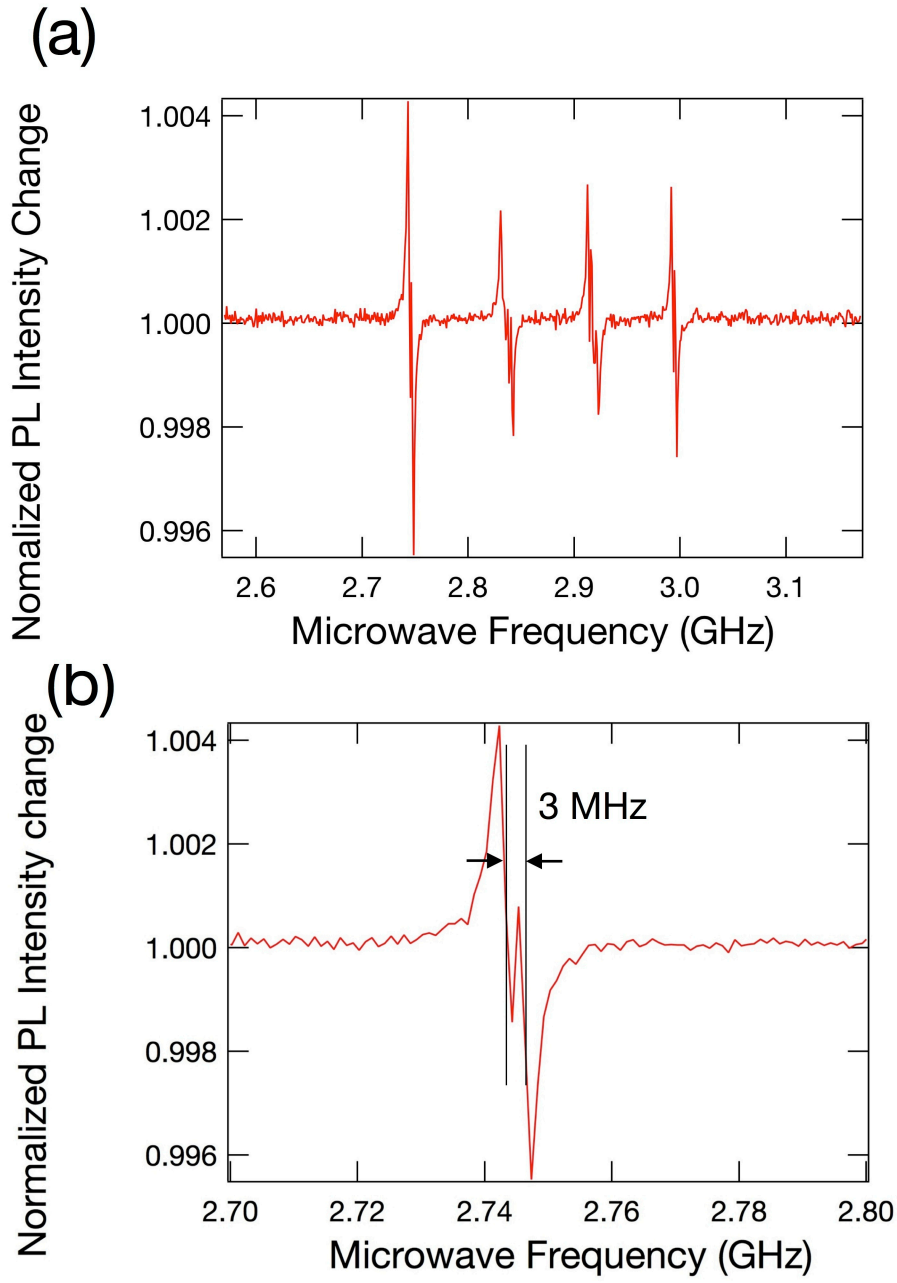 (a)
Nomalized PL Intensity Change
1.004
1.002
1.000
0.998
0.996
2.6 2.7 2.8 2.9 3.0 3.1
Microwave Frequency (GHz)
(b)
Normalized PL Intensity change
1.004
1.002
1.000
0.998
0.996
3 MHz
2.70 2.72 2.74 2.76 2.78 2.80
Microwave Frequency (GHz)